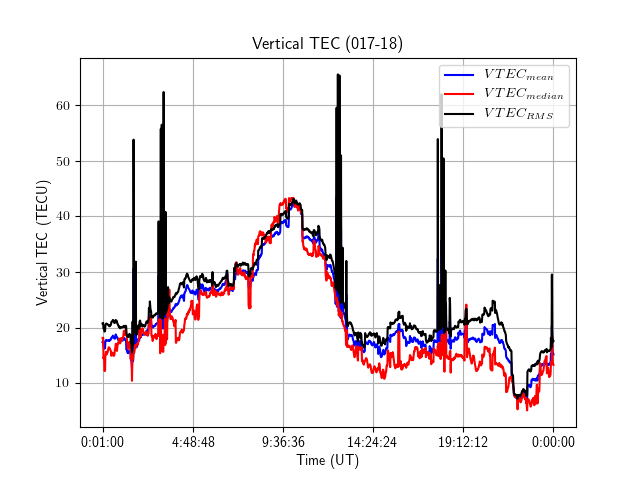 Vertical TEC (017-18)
VTEC_mean
VTEC_median
VTEC_RMS
60
50
40
30
20
10
Vertical TEC (TECU)
0:01:00 4:48:48 9:36:36 14:24:24 19:12:12 0:00:00
Time (UT)